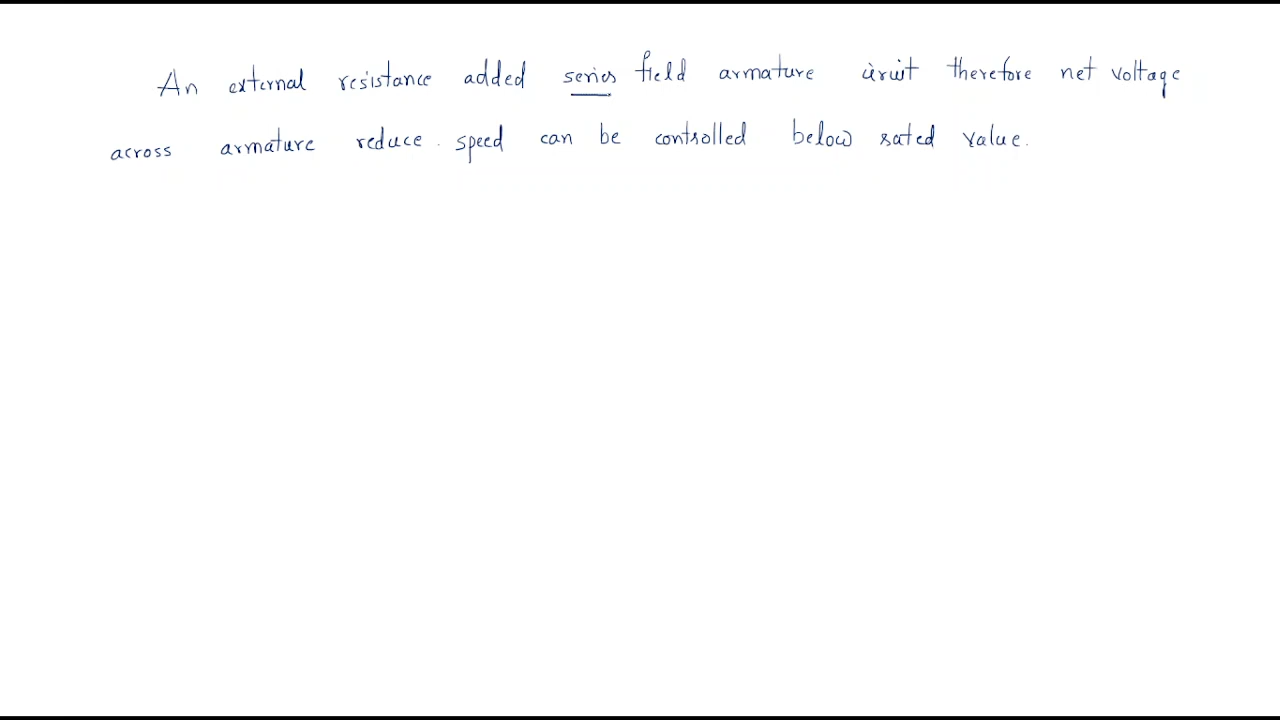 An external resistance added series field armature circuit therefore net voltage
across armature reduce. speed can be controlled below rated value.